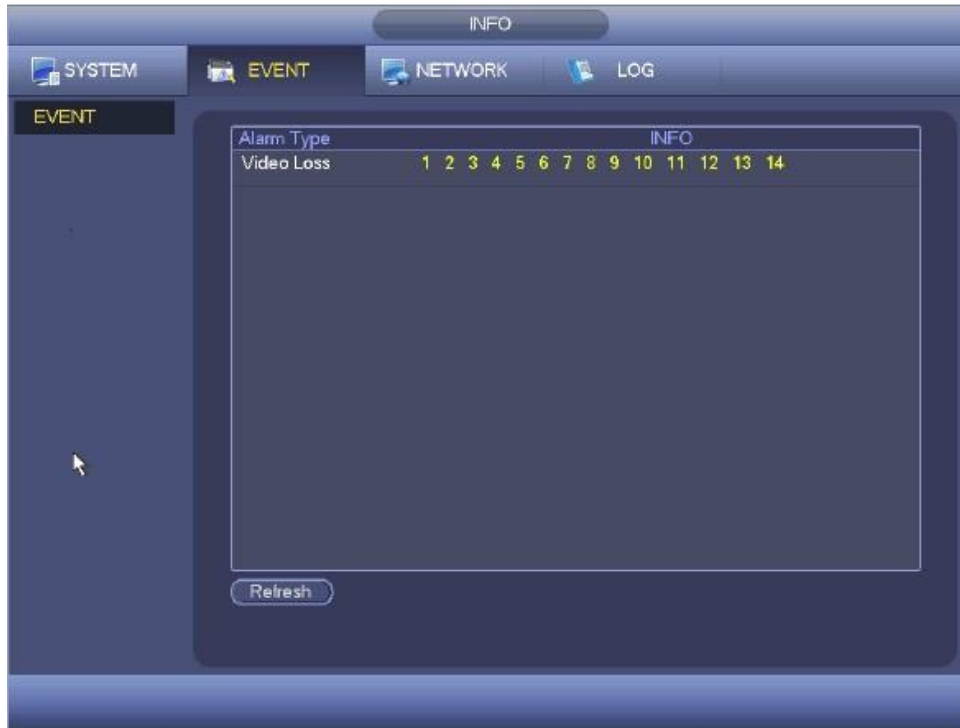 INFO
SYSTEM EVENT NETWORK LOG
EVENT
Alarm Type INFO
Video Loss 1 2 3 4 5 6 7 8 9 10 11 12 13 14
Refresh